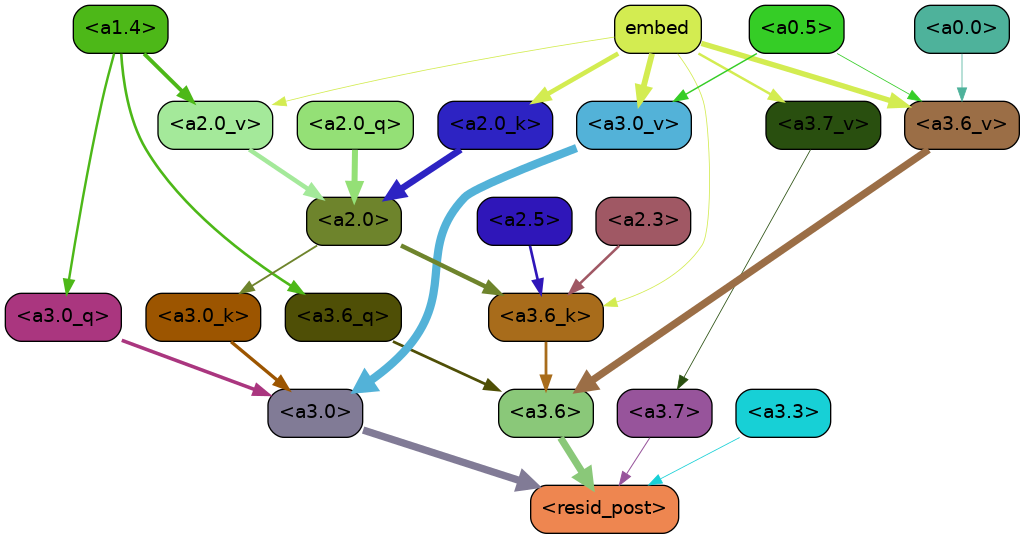 <a1.4>
embed
<a0.5>
<a0.0>
<a2.0_v>
<a2.0_q>
<a2.0_k>
<a3.0_v>
<a3.7_v>
<a3.6_v>
<a2.0>
<a2.5>
<a2.3>
<a3.0_q>
<a3.0_k>
<a3.6_q>
<a3.6_k>
<a3.0>
<a3.6>
<a3.7>
<a3.3>
<resid_post>